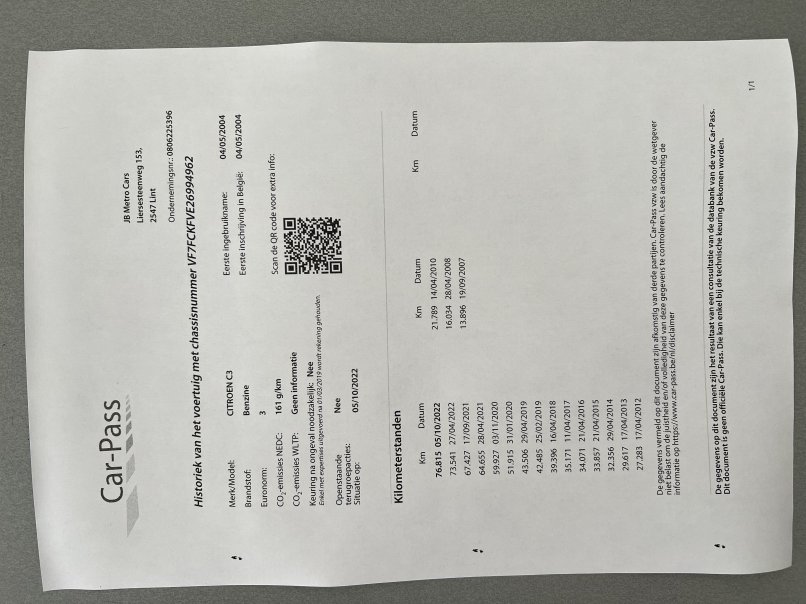 Car-Pass
JB Metro Cars
Liersesteenweg 153,
2547 Lint
Ondernemingsnr.: 0806225396
Historiek van het voertuig met chassisnummer VF7FCKFVE26994962
Merk/Model: CITROEN C3
Brandstof: Benzine
Euronorm: 3
CO2-emissies NEDC: 161 g/km
CO2-emissies WLTP: Geen informatie
Keuring na ongeval noodzakelijk: Nee
Enkel met expertises uitgevoerd na 01/03/2019 wordt rekening gehouden.
Openstaande Nee
terugroepacties:
Situatie op: 05/10/2022
Eerste ingebruikname: 04/05/2004
Eerste inschrijving in België: 04/05/2004
Scan de QR code voor extra info:
Kilometerstanden
Km Datum
76.815 05/10/2022
73.541 27/04/2022
67.427 17/09/2021
64.655 28/04/2021
59.927 03/11/2020
51.915 31/01/2020
43.506 29/04/2019
42.485 25/02/2019
39.396 16/04/2018
35.171 11/04/2017
34.071 21/04/2016
33.857 21/04/2015
32.356 29/04/2014
29.617 17/04/2013
27.283 17/04/2012
Km Datum
21.789 14/04/2010
16.034 28/04/2008
13.896 19/09/2007
Km Datum
De gegevens vermeld op dit document zijn afkomstig van derde partijen. Car-Pass vzw is door de wetgever
niet belast om de juistheid en/of volledigheid van deze gegevens te controleren. Lees aandachtig de
informatie op https://www.car-pass.be/nl/disclaimer
De gegevens op dit document zijn het resultaat van een consultatie van de databank van de vzw Car-Pass.
Dit document is geen officiële Car-Pass. Die kan enkel bij de technische keuring bekomen worden.
1/1